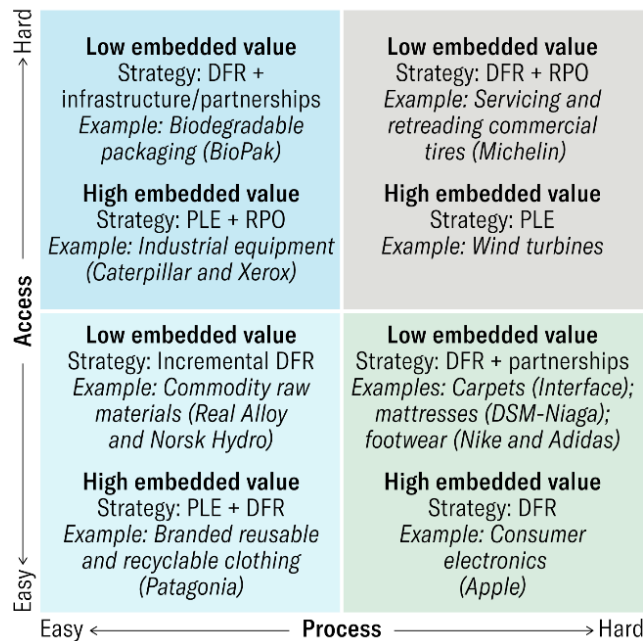 Hard
Access
Easy
Low embedded value
Strategy: DFR +
infrastructure/partnerships
Example: Biodegradable
packaging (BioPak)
High embedded value
Strategy: PLE + RPO
Example: Industrial equipment
(Caterpillar and Xerox)
Low embedded value
Strategy: DFR + RPO
Example: Servicing and
retreading commercial
tires (Michelin)
High embedded value
Strategy: PLE
Example: Wind turbines
Low embedded value
Strategy: Incremental DFR
Example: Commodity raw
materials (Real Alloy
and Norsk Hydro)
High embedded value
Strategy: PLE + DFR
Example: Branded reusable
and recyclable clothing
(Patagonia)
Low embedded value
Strategy: DFR + partnerships
Examples: Carpets (Interface);
mattresses (DSM-Niaga);
footwear (Nike and Adidas)
High embedded value
Strategy: DFR
Example: Consumer
electronics
(Apple)
Easy Process Hard